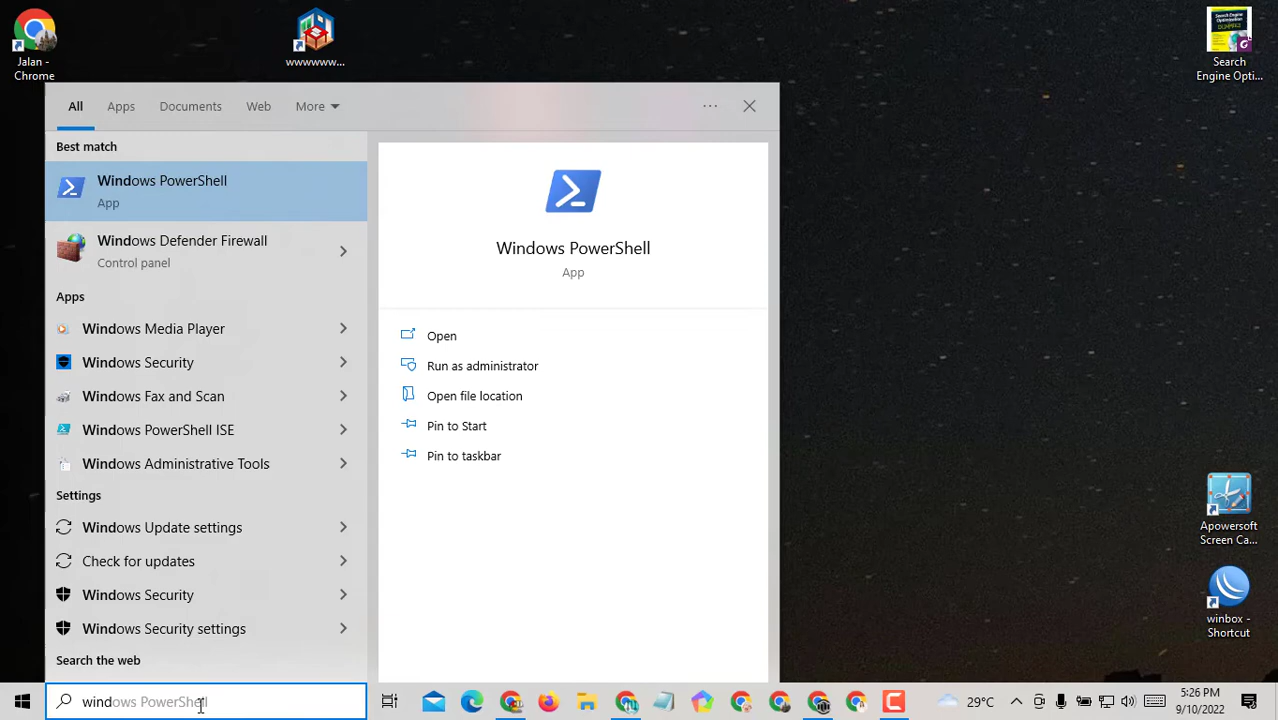 Jalan -
Chrome
wwwwww...
Search
Engine Opti...
All
Apps
Documents
Web
More
...
Best match
Windows PowerShell
App
Windows Defender Firewall
Control panel
Apps
Windows Media Player
Windows Security
Windows Fax and Scan
Windows PowerShell ISE
Windows Administrative Tools
Settings
Windows Update settings
Check for updates
Windows Security
Windows Security settings
Search the web
windows PowerShell
Windows PowerShell
App
Open
Run as administrator
Open file location
Pin to Start
Pin to taskbar
Apowersoft
Screen Ca...
winbox -
Shortcut
29°C
5:26 PM
9/10/2022